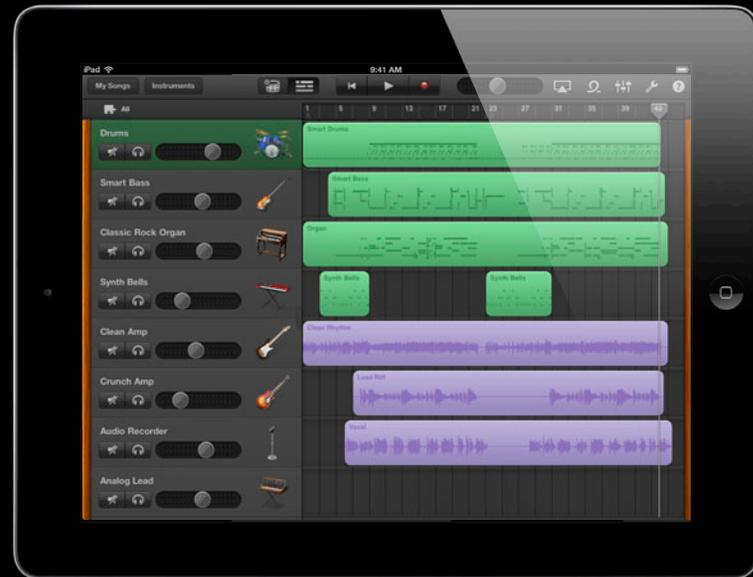 iPad 9:41 AM
My Songs Instruments
All 1 5 9 13 17 21 23 27 31 35 39 43
Drums Smart Drums
Smart Bass Smart Bass
Classic Rock Organ Organ
Synth Bells Synth Bells Synth Bells
Clean Amp Clean Rhythm
Crunch Amp Lead Riff
Audio Recorder Vocal
Analog Lead